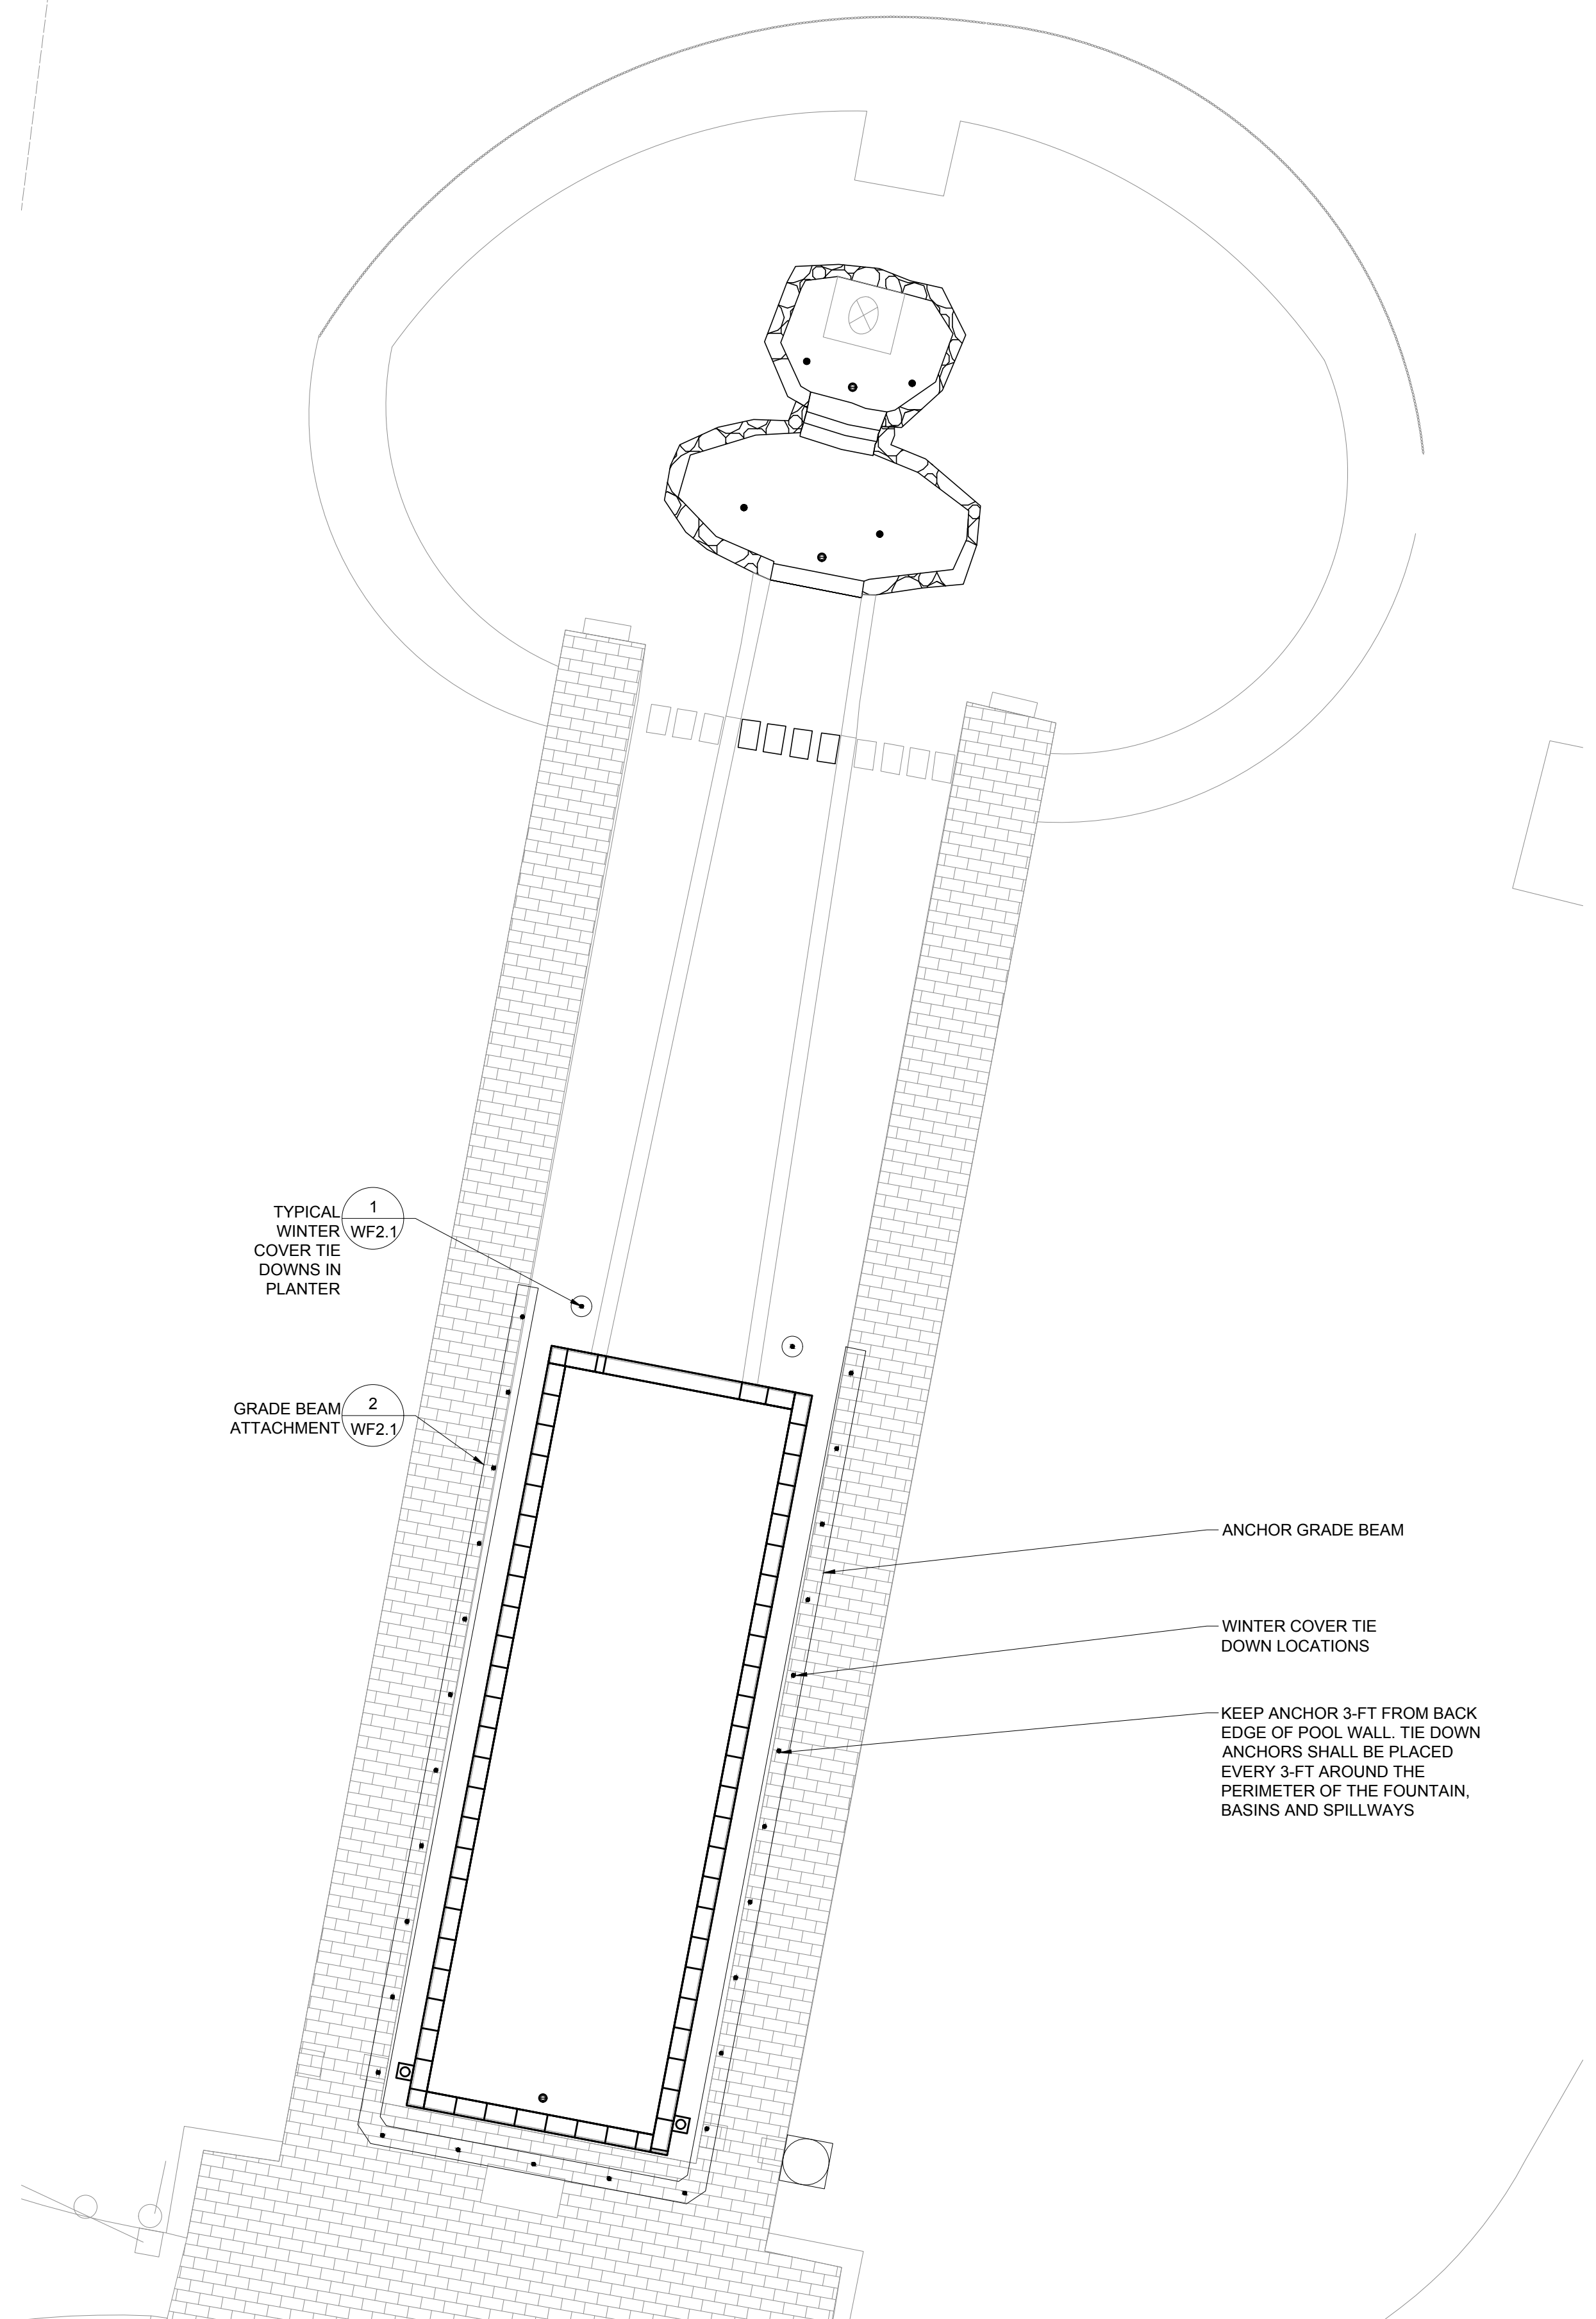 TYPICAL
WINTER
COVER TIE
DOWNS IN
PLANTER
1
WF2.1
GRADE BEAM
ATTACHMENT
2
WF2.1
ANCHOR GRADE BEAM
WINTER COVER TIE
DOWN LOCATIONS
KEEP ANCHOR 3-FT FROM BACK
EDGE OF POOL WALL. TIE DOWN
ANCHORS SHALL BE PLACED
EVERY 3-FT AROUND THE
PERIMETER OF THE FOUNTAIN,
BASINS AND SPILLWAYS